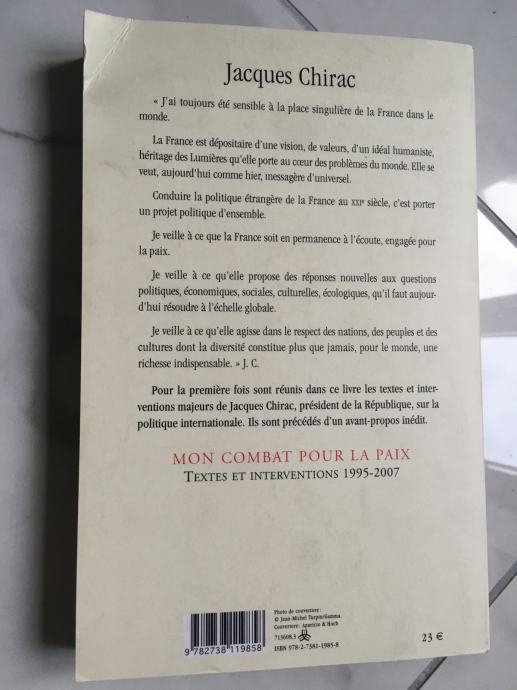 Jacques Chirac
« J'ai toujours été sensible à la place singulière de la France dans le
monde.
La France est dépositaire d'une vision, de valeurs, d'un idéal humaniste,
héritage des Lumières qu'elle porte au cœur des problèmes du monde. Elle se
veut, aujourd'hui comme hier, messagère d'universel.
Conduire la politique étrangère de la France au XXIe siècle, c'est porter
un projet politique d'ensemble.
Je veille à ce que la France soit en permanence à l'écoute, engagée pour
la paix.
Je veille à ce qu'elle propose des réponses nouvelles aux questions
politiques, économiques, sociales, culturelles, écologiques, qu'il faut aujour-
d'hui résoudre à l'échelle globale.
Je veille à ce qu'elle agisse dans le respect des nations, des peuples et des
cultures dont la diversité constitue plus que jamais, pour le monde, une
richesse indispensable. » J. C.
Pour la première fois sont réunis dans ce livre les textes et inter-
ventions majeurs de Jacques Chirac, président de la République, sur la
politique internationale. Ils sont précédés d'un avant-propos inédit.
MON COMBAT POUR LA PAIX
TEXTES ET INTERVENTIONS 1995-2007
Photo de couverture :
© Jean-Michel Turpin/Gamma.
Couverture: Aparicio & Hoch
713608.3
ISBN 978-2-7381-1985-8
9 782738 119858
23 €